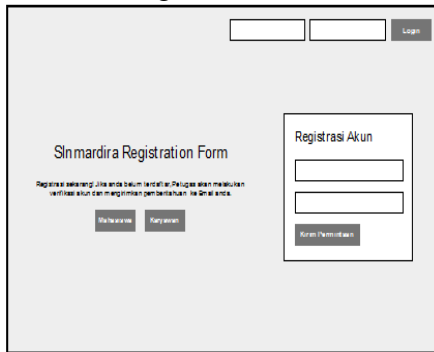 Login
SInmardira Registration Form
Registrasi sekarang! Jika anda belum terdaftar, Petugas akan melakukan
verifikasi akun dan mengirimkan pemberitahuan ke Email anda.
Mahasiswa
Karyawan
Registrasi Akun
Kirim Permintaan